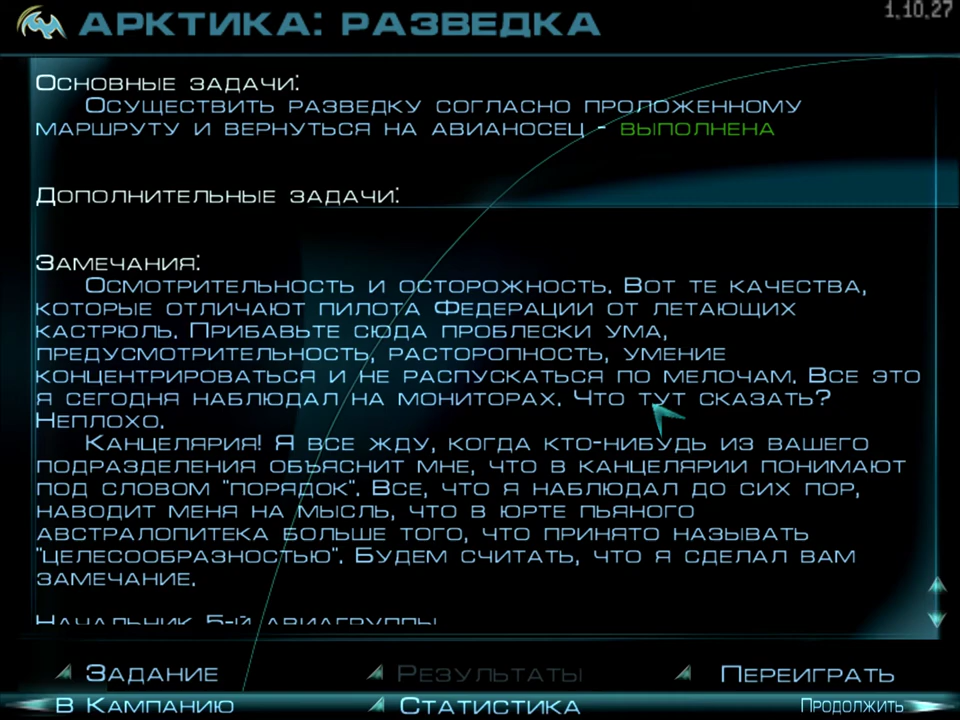 АРКТИКА: РАЗВЕДКА
1.10.27
Основные задачи:
Осуществить разведку согласно проложенному
маршруту и вернуться на авианосец - выполнена
Дополнительные задачи:
Замечания:
Осмотрительность и осторожность. Вот те качества,
которые отличают пилота Федерации от летающих
кастрюль. Прибавьте сюда проблески ума,
предусмотрительность, расторопность, умение
концентрироваться и не распускаться по мелочам. Все это
я сегодня наблюдал на мониторах. Что тут сказать?
Неплохо.
Канцелярия! Я все жду, когда кто-нибудь из вашего
подразделения объяснит мне, что в канцелярии понимают
под словом "порядок". Все, что я наблюдал до сих пор,
наводит меня на мысль, что в юрте пьяного
австралопитека больше того, что принято называть
"целесообразностью". Будем считать, что я сделал вам
замечание.
Начальник 5-й авиагруппы
Задание
Результаты
Переиграть
В Кампанию
Статистика
Продолжить